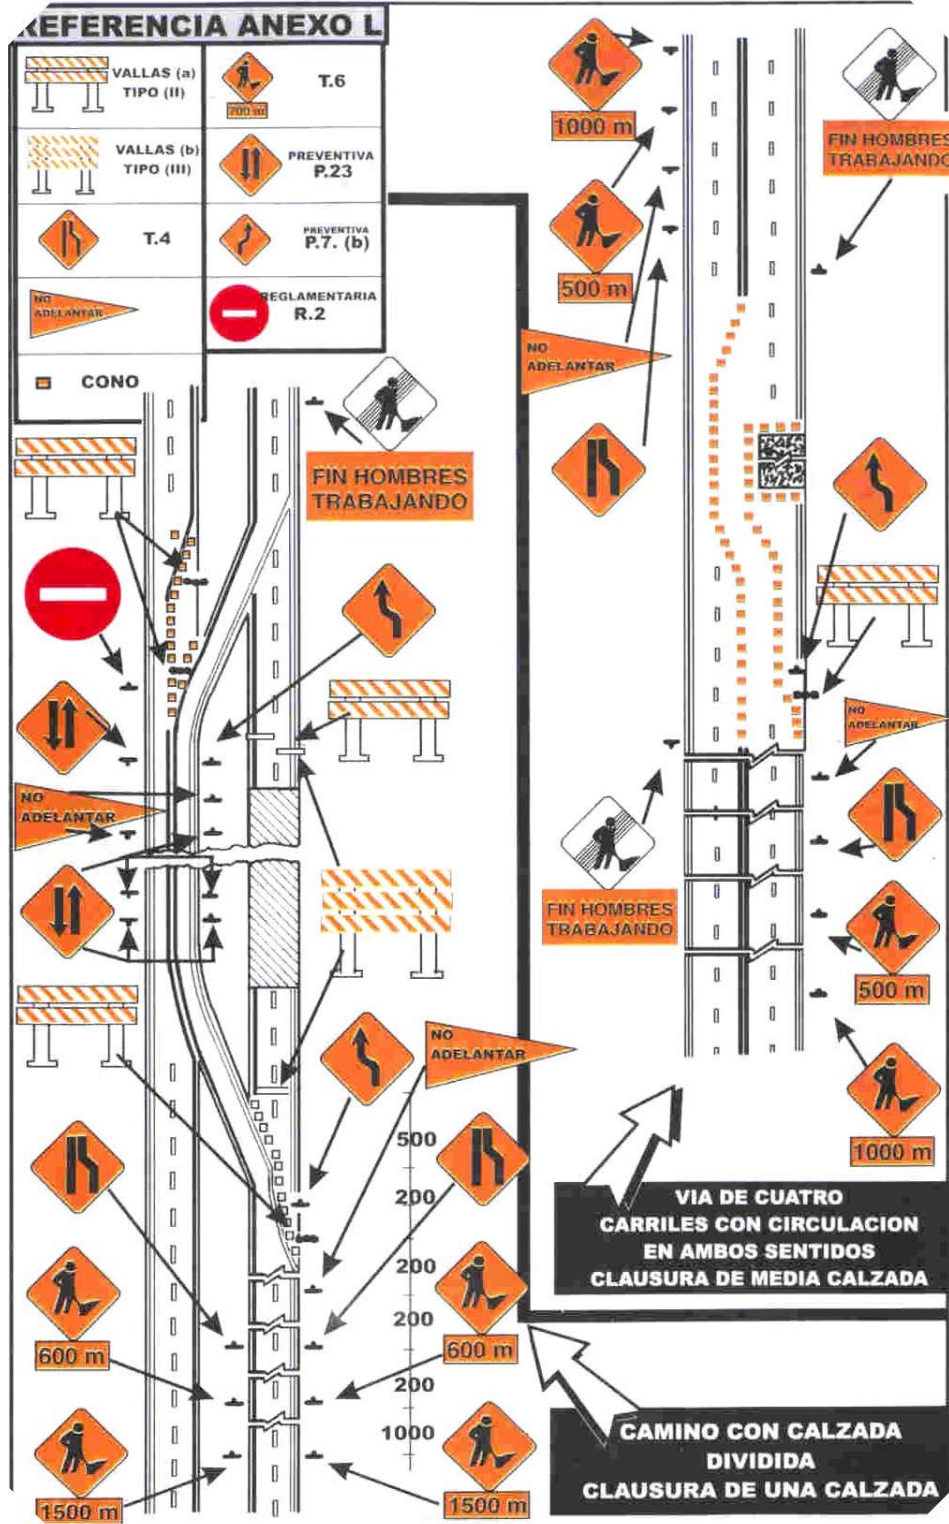 REFERENCIA ANEXO L
VALLAS (a)
TIPO (II)
T.6
700 m
VALLAS (b)
TIPO (III)
PREVENTIVA
P.23
T.4
PREVENTIVA
P.7. (b)
NO
ADELANTAR
REGLAMENTARIA
R.2
CONO
FIN HOMBRES
TRABAJANDO
NO
ADELANTAR
NO
ADELANTAR
500
200
200
200
200
1000
600 m
600 m
1500 m
1500 m
1000 m
500 m
NO
ADELANTAR
FIN HOMBRES
TRABAJANDO
NO
ADELANTAR
FIN HOMBRES
TRABAJANDO
500 m
1000 m
VIA DE CUATRO
CARRILES CON CIRCULACION
EN AMBOS SENTIDOS
CLAUSURA DE MEDIA CALZADA
CAMINO CON CALZADA
DIVIDIDA
CLAUSURA DE UNA CALZADA